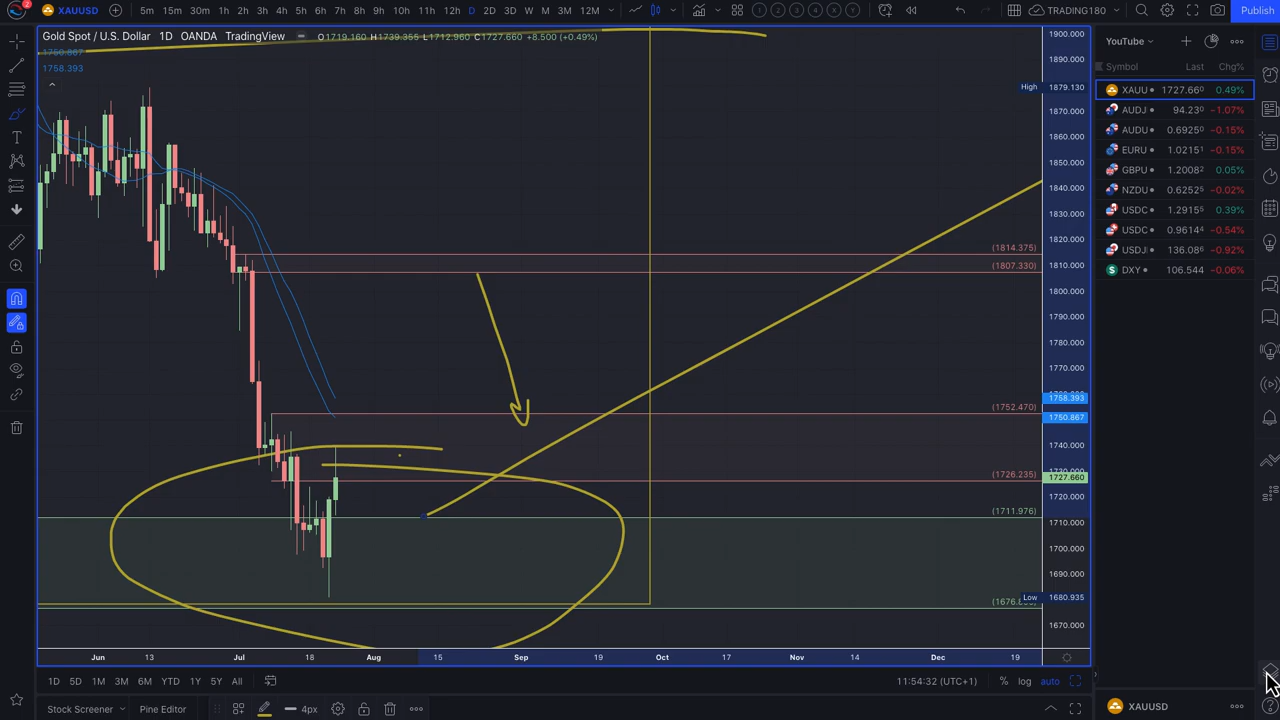 2
XAUUSD
5m 15m 30m 1h 2h 3h 4h 5h 6h 7h 8h 9h 10h 11h 12h D 2D 3D W M 3M 12M
1 2 3 4 5 6
TRADING180
Publish
Gold Spot / U.S. Dollar 1D OANDA TradingView O1719.160 H1739.355 L1712.960 C1727.660 +8.500 (+0.49%)
1758.393
YouTube
Symbol Last Chg%
XAUU 1727.660 0.49%
AUDJ 94.230 −1.07%
AUDU 0.6925 −0.15%
EURU 1.0215 −0.15%
GBPU 1.2008 0.05%
NZDU 0.6252 −0.02%
USDC 1.2915 0.39%
USDC 0.9614 −0.54%
USDJ 136.08 −0.92%
DXY 106.544 −0.06%
1900.000
1890.000
High 1879.130
1870.000
1860.000
1850.000
1840.000
1830.000
1820.000
1810.000
1800.000
1790.000
1780.000
1770.000
1758.393
1750.867
1740.000
1727.660
1720.000
1710.000
1700.000
1690.000
Low 1680.935
1670.000
(1814.375)
(1807.330)
(1752.470)
(1726.235)
(1711.976)
Jun 13 Jul 18 Aug 15 Sep 19 Oct 17 Nov 14 Dec 19
1D 5D 1M 3M 6M YTD 1Y 5Y All
11:54:32 (UTC+1) % log auto
Stock Screener Pine Editor 4px
XAUUSD